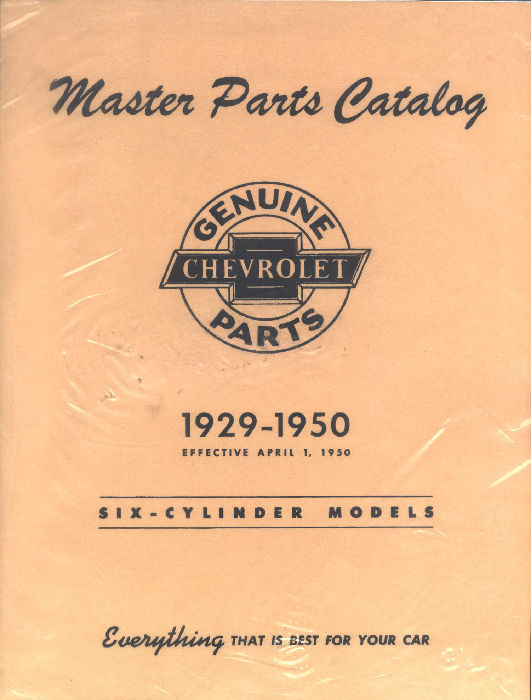 Master Parts Catalog
GENUINE
CHEVROLET
PARTS
1929-1950
EFFECTIVE APRIL 1, 1950
SIX-CYLINDER MODELS
Everything THAT IS BEST FOR YOUR CAR